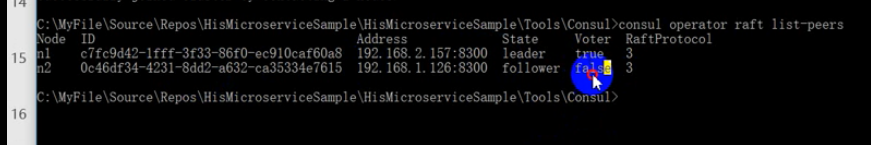 14
C:\MyFile\Source\Repos\HisMicroserviceSample\HisMicroserviceSample\Tools\Consul>consul operator raft list-peers
Node ID Address State Voter RaftProtocol
n1 c7fc9d42-1fff-3f33-86f0-ec910caf60a8 192.168.2.157:8300 leader true 3
15
n2 0c46df34-4231-8dd2-a632-ca35334e7615 192.168.1.126:8300 follower false 3
C:\MyFile\Source\Repos\HisMicroserviceSample\HisMicroserviceSample\Tools\Consul>
16